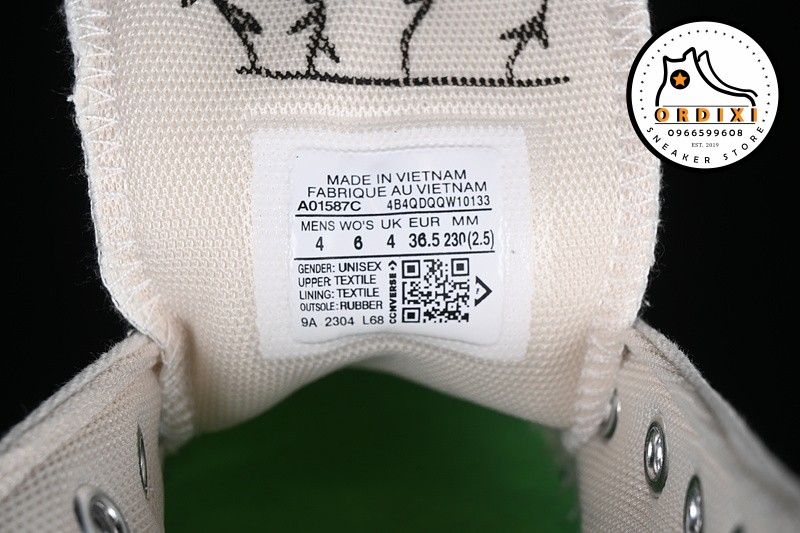 MADE IN VIETNAM
FABRIQUE AU VIETNAM
A01587C 4B4QDQQW10133
MENS WO'S UK EUR MM
4 6 4 36.5 230(2.5)
GENDER: UNISEX
UPPER: TEXTILE
LINING: TEXTILE
OUTSOLE: RUBBER
9A 2304 L68
CONVERSE
ORDIXI
0966599608
EST. 2019
SNEAKER STORE